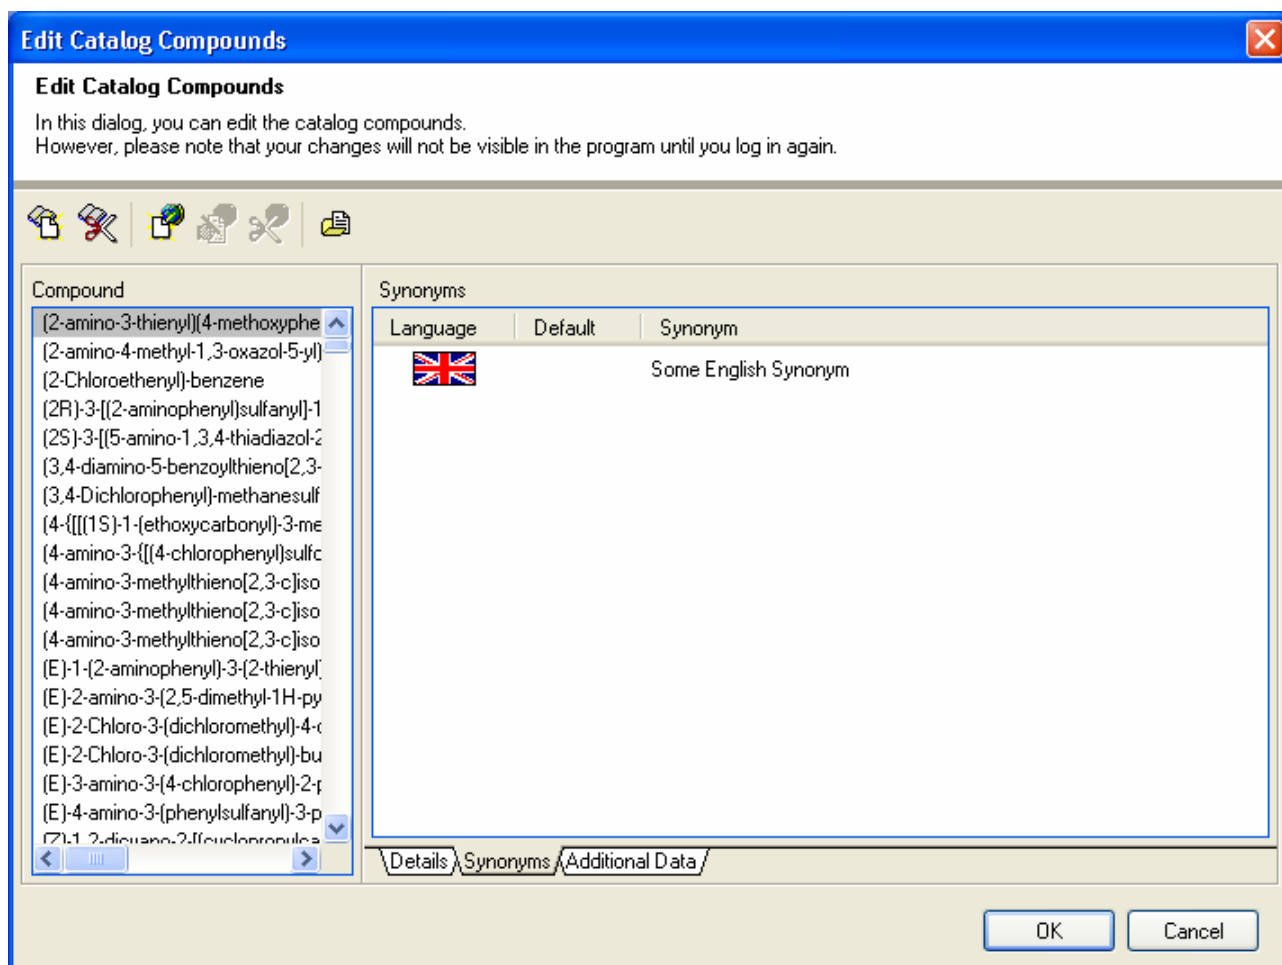 Edit Catalog Compounds
Edit Catalog Compounds
In this dialog, you can edit the catalog compounds.
However, please note that your changes will not be visible in the program until you log in again.
Compound
(2-amino-3-thienyl)(4-methoxyphe
(2-amino-4-methyl-1,3-oxazol-5-yl)
(2-Chloroethenyl)-benzene
(2R)-3-[(2-aminophenyl)sulfanyl]-1
(2S)-3-[(5-amino-1,3,4-thiadiazol-2
(3,4-diamino-5-benzoylthieno[2,3-
(3,4-Dichlorophenyl)-methanesulf
(4-{[[(1S)-1-(ethoxycarbonyl)-3-me
(4-amino-3-{[(4-chlorophenyl)sulfo
(4-amino-3-methylthieno[2,3-c]iso
(4-amino-3-methylthieno[2,3-c]iso
(4-amino-3-methylthieno[2,3-c]iso
(E)-1-(2-aminophenyl)-3-(2-thienyl)
(E)-2-amino-3-(2,5-dimethyl-1H-py
(E)-2-Chloro-3-(dichloromethyl)-4-o
(E)-2-Chloro-3-(dichloromethyl)-bu
(E)-3-amino-3-(4-chlorophenyl)-2-p
(E)-4-amino-3-(phenylsulfanyl)-3-p
(Z)-1,2-dicyano-2-[(cyclopropylca
Synonyms
Language Default Synonym
Some English Synonym
Details Synonyms Additional Data
OK Cancel